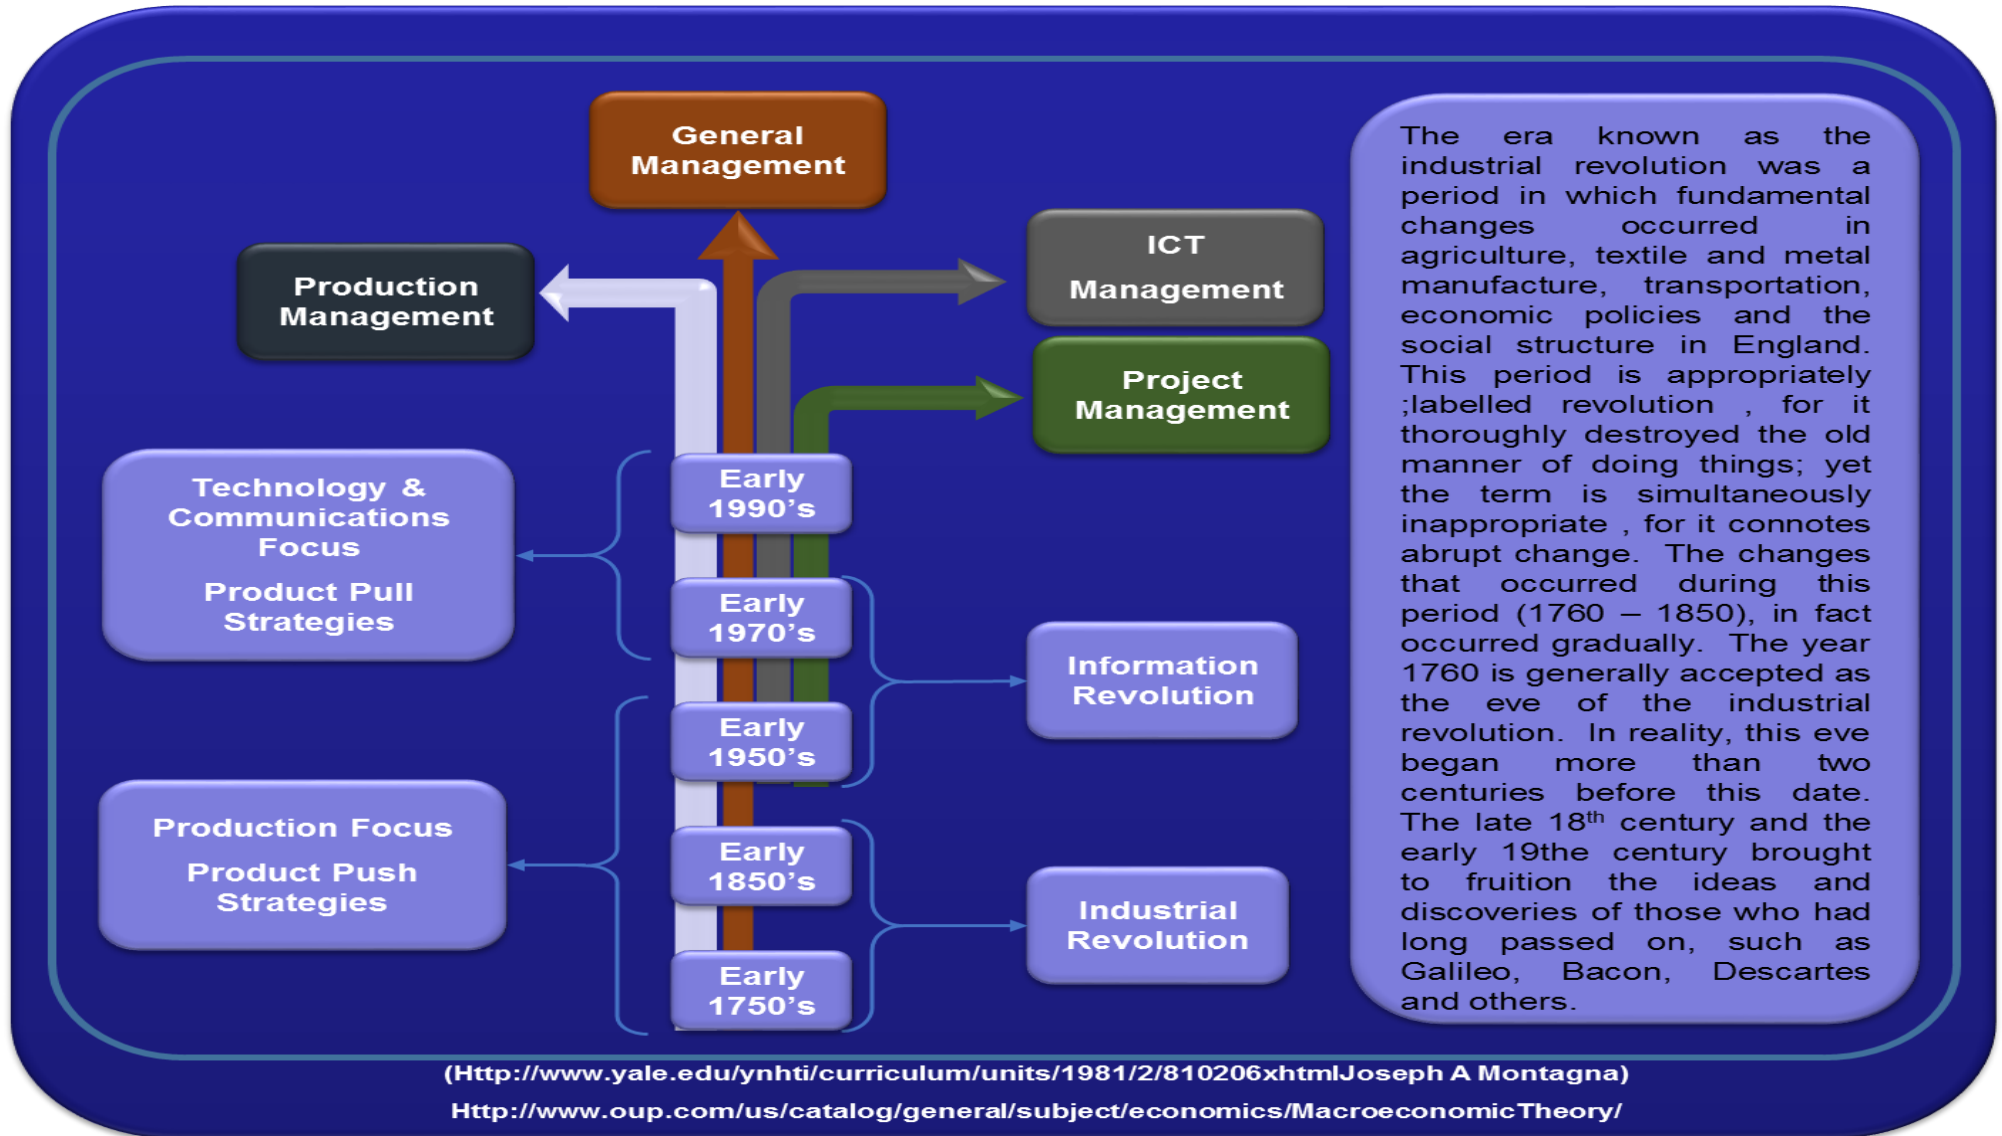 General
Management
Production
Management
ICT
Management
Project
Management
Technology &
Communications
Focus
Product Pull
Strategies
Production Focus
Product Push
Strategies
Early
1990’s
Early
1970’s
Early
1950’s
Early
1850’s
Early
1750’s
Information
Revolution
Industrial
Revolution
The era known as the
industrial revolution was a
period in which fundamental
changes occurred in
agriculture, textile and metal
manufacture, transportation,
economic policies and the
social structure in England.
This period is appropriately
;labelled revolution , for it
thoroughly destroyed the old
manner of doing things; yet
the term is simultaneously
inappropriate , for it connotes
abrupt change. The changes
that occurred during this
period (1760 – 1850), in fact
occurred gradually. The year
1760 is generally accepted as
the eve of the industrial
revolution. In reality, this eve
began more than two
centuries before this date.
The late 18th century and the
early 19the century brought
to fruition the ideas and
discoveries of those who had
long passed on, such as
Galileo, Bacon, Descartes
and others.
(Http://www.yale.edu/ynhti/curriculum/units/1981/2/810206xhtmlJoseph A Montagna)
Http://www.oup.com/us/catalog/general/subject/economics/MacroeconomicTheory/